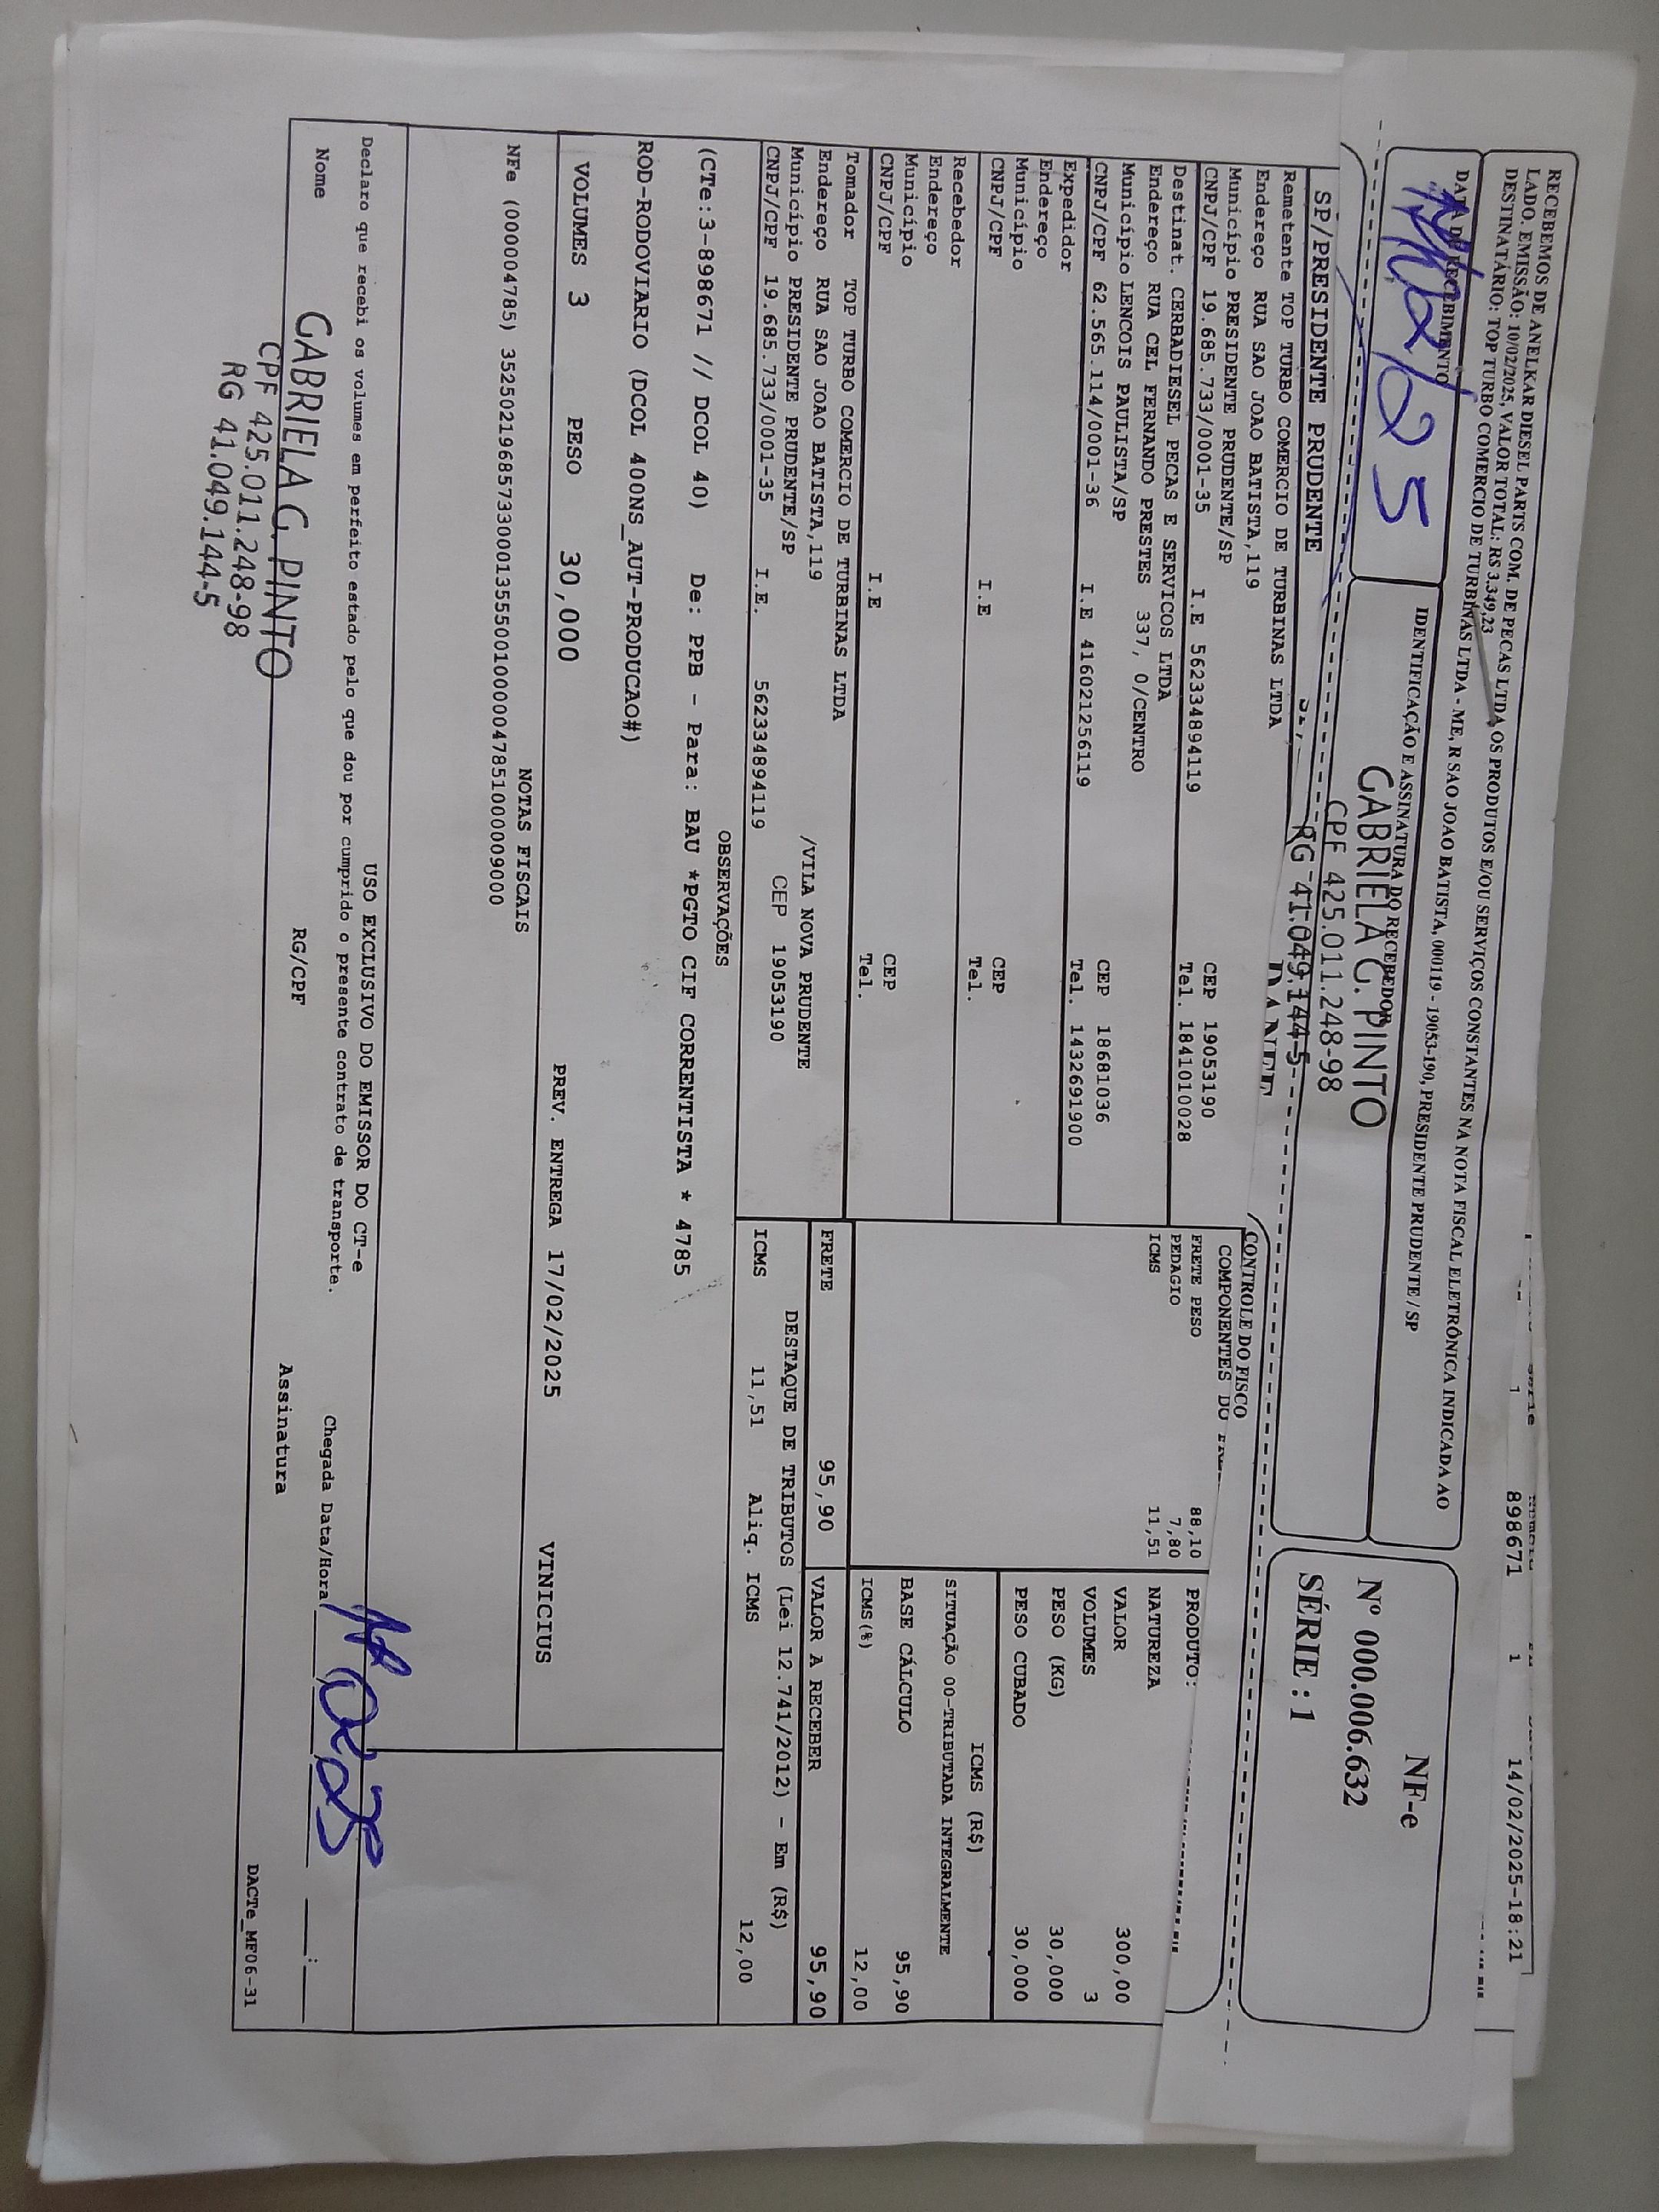 RECEBEMOS DE ANELKAR DIESEL PARTS COM. DE PECAS LTDA OS PRODUTOS E/OU SERVIÇOS CONSTANTES NA NOTA FISCAL ELETRÔNICA INDICADA AO
LADO. EMISSÃO: 10/02/2025, VALOR TOTAL: R$ 3.349,23
DESTINATÁRIO: TOP TURBO COMERCIO DE TURBINAS LTDA - ME, R SAO JOAO BATISTA, 000119 - 19053-190, PRESIDENTE PRUDENTE / SP
898671 1 14/02/2025-18:21
DATA DE RECEBIMENTO
IDENTIFICAÇÃO E ASSINATURA DO RECEBEDOR
GABRIELA G. PINTO
CPF 425.011.248-98
RG 41.049.144-5
NF-e
Nº 000.006.632
SÉRIE : 1
SP/PRESIDENTE PRUDENTE
Remetente TOP TURBO COMERCIO DE TURBINAS LTDA
Endereço RUA SAO JOAO BATISTA,119
Município PRESIDENTE PRUDENTE/SP CEP 19053190
CNPJ/CPF 19.685.733/0001-35 I.E 562334894119 Tel. 1841010028
Destinat. CERBADIESEL PECAS E SERVICOS LTDA
Endereço RUA CEL FERNANDO PRESTES 337, 0/CENTRO
Município LENCOIS PAULISTA/SP CEP 18681036
CNPJ/CPF 62.565.114/0001-36 I.E 416021256119 Tel. 1432691900
Expedidor
Endereço
Município CEP
CNPJ/CPF I.E Tel.
Recebedor
Endereço
Município CEP
CNPJ/CPF I.E Tel.
Tomador TOP TURBO COMERCIO DE TURBINAS LTDA
Endereço RUA SAO JOAO BATISTA,119 /VILA NOVA PRUDENTE
Município PRESIDENTE PRUDENTE/SP CEP 19053190
CNPJ/CPF 19.685.733/0001-35 I.E. 562334894119
CONTROLE DO FISCO
COMPONENTES DO
FRETE PESO 88,10
PEDAGIO 7,80
ICMS 11,51
PRODUTO:
NATUREZA
VALOR 300,00
VOLUMES 3
PESO (KG) 30,000
PESO CUBADO 30,000
ICMS (R$)
SITUAÇÃO 00-TRIBUTADA INTEGRALMENTE
BASE CÁLCULO 95,90
ICMS(%) 12,00
FRETE 95,90 VALOR A RECEBER 95,90
DESTAQUE DE TRIBUTOS (Lei 12.741/2012) - Em (R$)
ICMS 11,51 Aliq. ICMS 12,00
OBSERVAÇÕES
(CTe:3-898671 // DCOL 40) De: PPB - Para: BAU *PGTO CIF CORRENTISTA * 4785
ROD-RODOVIARIO (DCOL 400NS_AUT-PRODUCAO#)
VOLUMES 3 PESO 30,000 PREV. ENTREGA 17/02/2025 VINICIUS
NOTAS FISCAIS
NFe (000004785) 35250219685733000135550010000047851000009000
USO EXCLUSIVO DO EMISSOR DO CT-e
Declaro que recebi os volumes em perfeito estado pelo que dou por cumprido o presente contrato de transporte.
Chegada Data/Hora
Nome RG/CPF Assinatura
GABRIELA G. PINTO
CPF 425.011.248-98
RG 41.049.144-5
DACTe_MF06-31